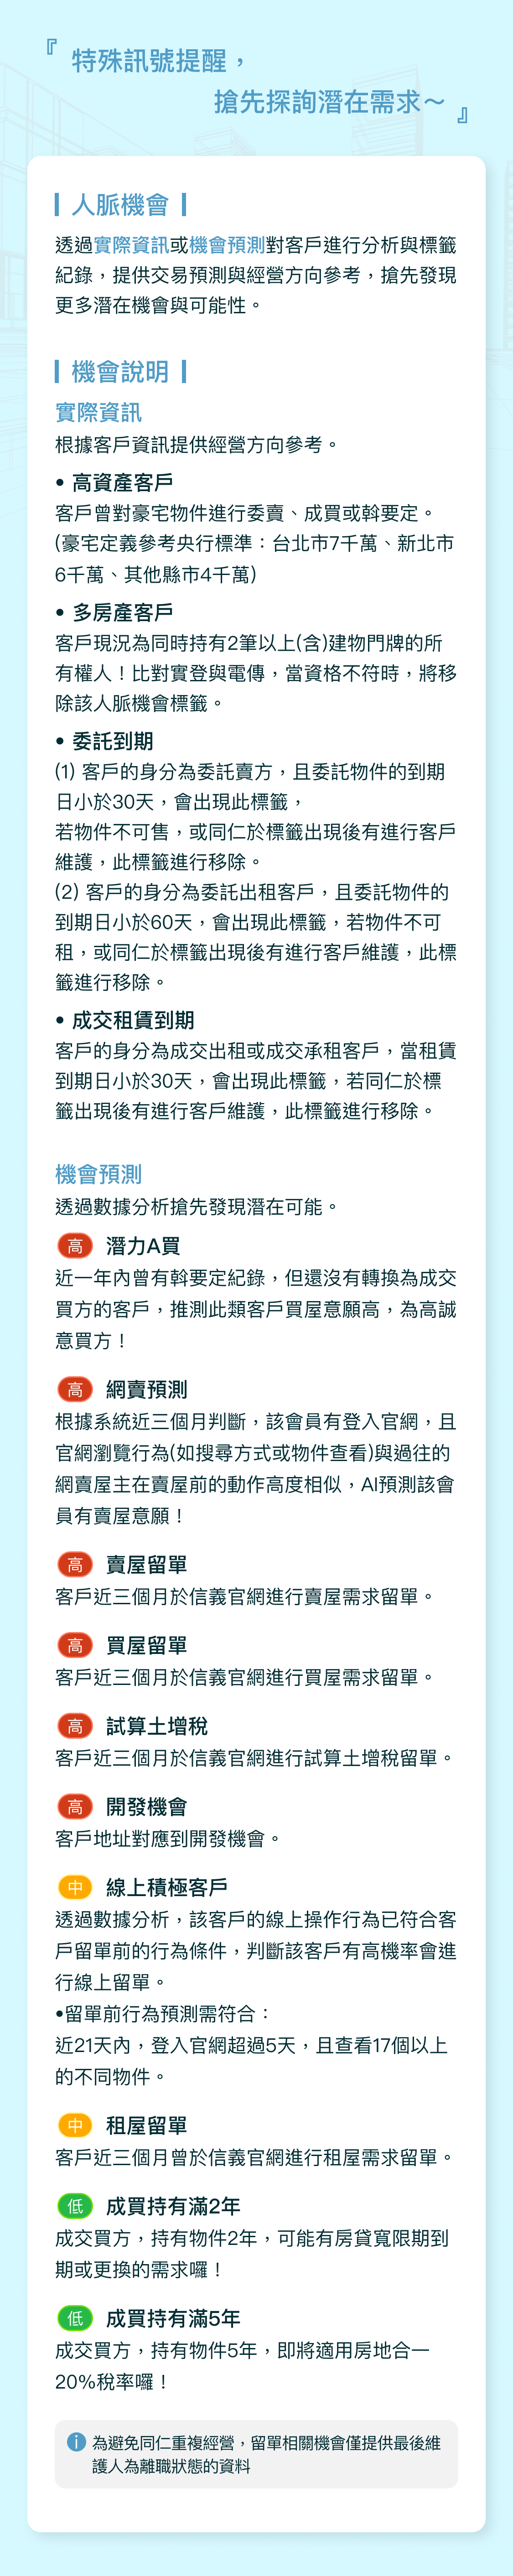 『 特殊訊號提醒，
搶先探詢潛在需求～ 』
人脈機會
透過實際資訊或機會預測對客戶進行分析與標籤
紀錄，提供交易預測與經營方向參考，搶先發現
更多潛在機會與可能性。
機會說明
實際資訊
根據客戶資訊提供經營方向參考。
• 高資產客戶
客戶曾對豪宅物件進行委賣、成買或斡要定。
(豪宅定義參考央行標準：台北市7千萬、新北市
6千萬、其他縣市4千萬)
• 多房產客戶
客戶現況為同時持有2筆以上(含)建物門牌的所
有權人！比對實登與電傳，當資格不符時，將移
除該人脈機會標籤。
• 委託到期
(1) 客戶的身分為委託賣方，且委託物件的到期
日小於30天，會出現此標籤，
若物件不可售，或同仁於標籤出現後有進行客戶
維護，此標籤進行移除。
(2) 客戶的身分為委託出租客戶，且委託物件的
到期日小於60天，會出現此標籤，若物件不可
租，或同仁於標籤出現後有進行客戶維護，此標
籤進行移除。
• 成交租賃到期
客戶的身分為成交出租或成交承租客戶，當租賃
到期日小於30天，會出現此標籤，若同仁於標
籤出現後有進行客戶維護，此標籤進行移除。
機會預測
透過數據分析搶先發現潛在可能。
高 潛力A買
近一年內曾有斡要定紀錄，但還沒有轉換為成交
買方的客戶，推測此類客戶買屋意願高，為高誠
意買方！
高 網賣預測
根據系統近三個月判斷，該會員有登入官網，且
官網瀏覽行為(如搜尋方式或物件查看)與過往的
網賣屋主在賣屋前的動作高度相似，AI預測該會
員有賣屋意願！
高 賣屋留單
客戶近三個月於信義官網進行賣屋需求留單。
高 買屋留單
客戶近三個月於信義官網進行買屋需求留單。
高 試算土增稅
客戶近三個月於信義官網進行試算土增稅留單。
高 開發機會
客戶地址對應到開發機會。
中 線上積極客戶
透過數據分析，該客戶的線上操作行為已符合客
戶留單前的行為條件，判斷該客戶有高機率會進
行線上留單。
•留單前行為預測需符合：
近21天內，登入官網超過5天，且查看17個以上
的不同物件。
中 租屋留單
客戶近三個月曾於信義官網進行租屋需求留單。
低 成買持有滿2年
成交買方，持有物件2年，可能有房貸寬限期到
期或更換的需求囉！
低 成買持有滿5年
成交買方，持有物件5年，即將適用房地合一
20%稅率囉！
i 為避免同仁重複經營，留單相關機會僅提供最後維
護人為離職狀態的資料